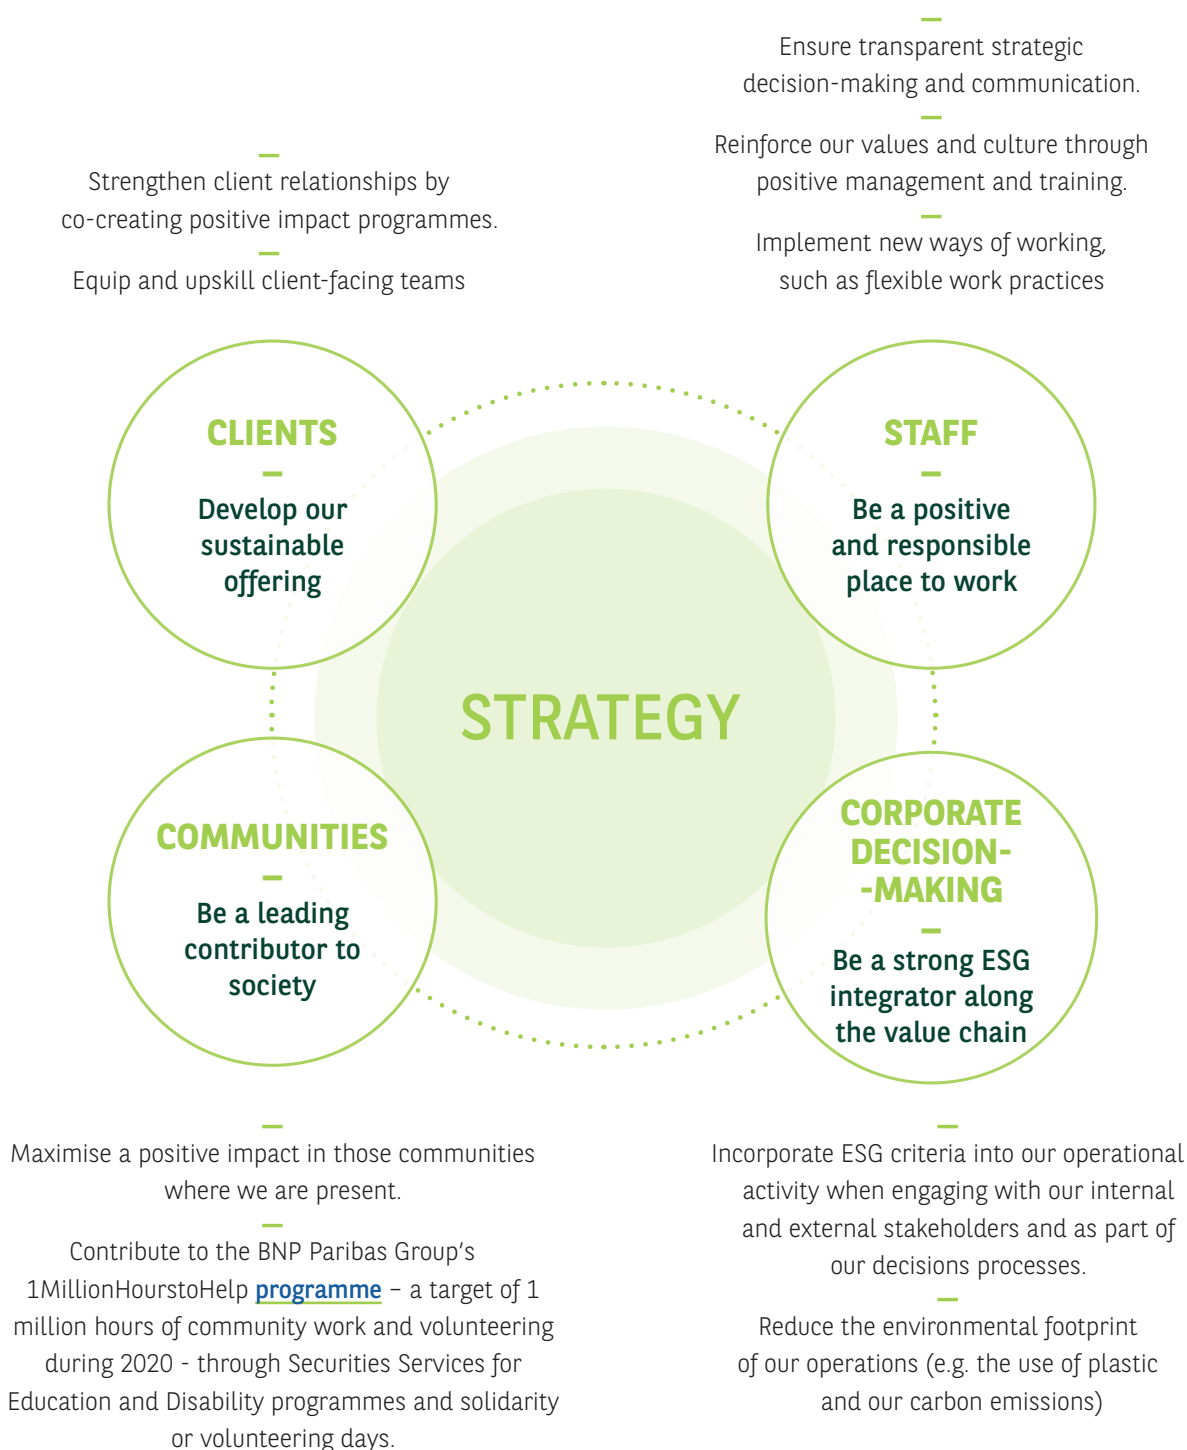 Strengthen client relationships by
co-creating positive impact programmes.
Equip and upskill client-facing teams
Ensure transparent strategic
decision-making and communication.
Reinforce our values and culture through
positive management and training.
Implement new ways of working,
such as flexible work practices
CLIENTS
Develop our
sustainable
offering
STAFF
Be a positive
and responsible
place to work
STRATEGY
COMMUNITIES
Be a leading
contributor to
society
CORPORATE
DECISION-
-MAKING
Be a strong ESG
integrator along
the value chain
Maximise a positive impact in those communities
where we are present.
Contribute to the BNP Paribas Group's
1MillionHourstoHelp programme – a target of 1
million hours of community work and volunteering
during 2020 - through Securities Services for
Education and Disability programmes and solidarity
or volunteering days.
Incorporate ESG criteria into our operational
activity when engaging with our internal
and external stakeholders and as part of
our decisions processes.
Reduce the environmental footprint
of our operations (e.g. the use of plastic
and our carbon emissions)